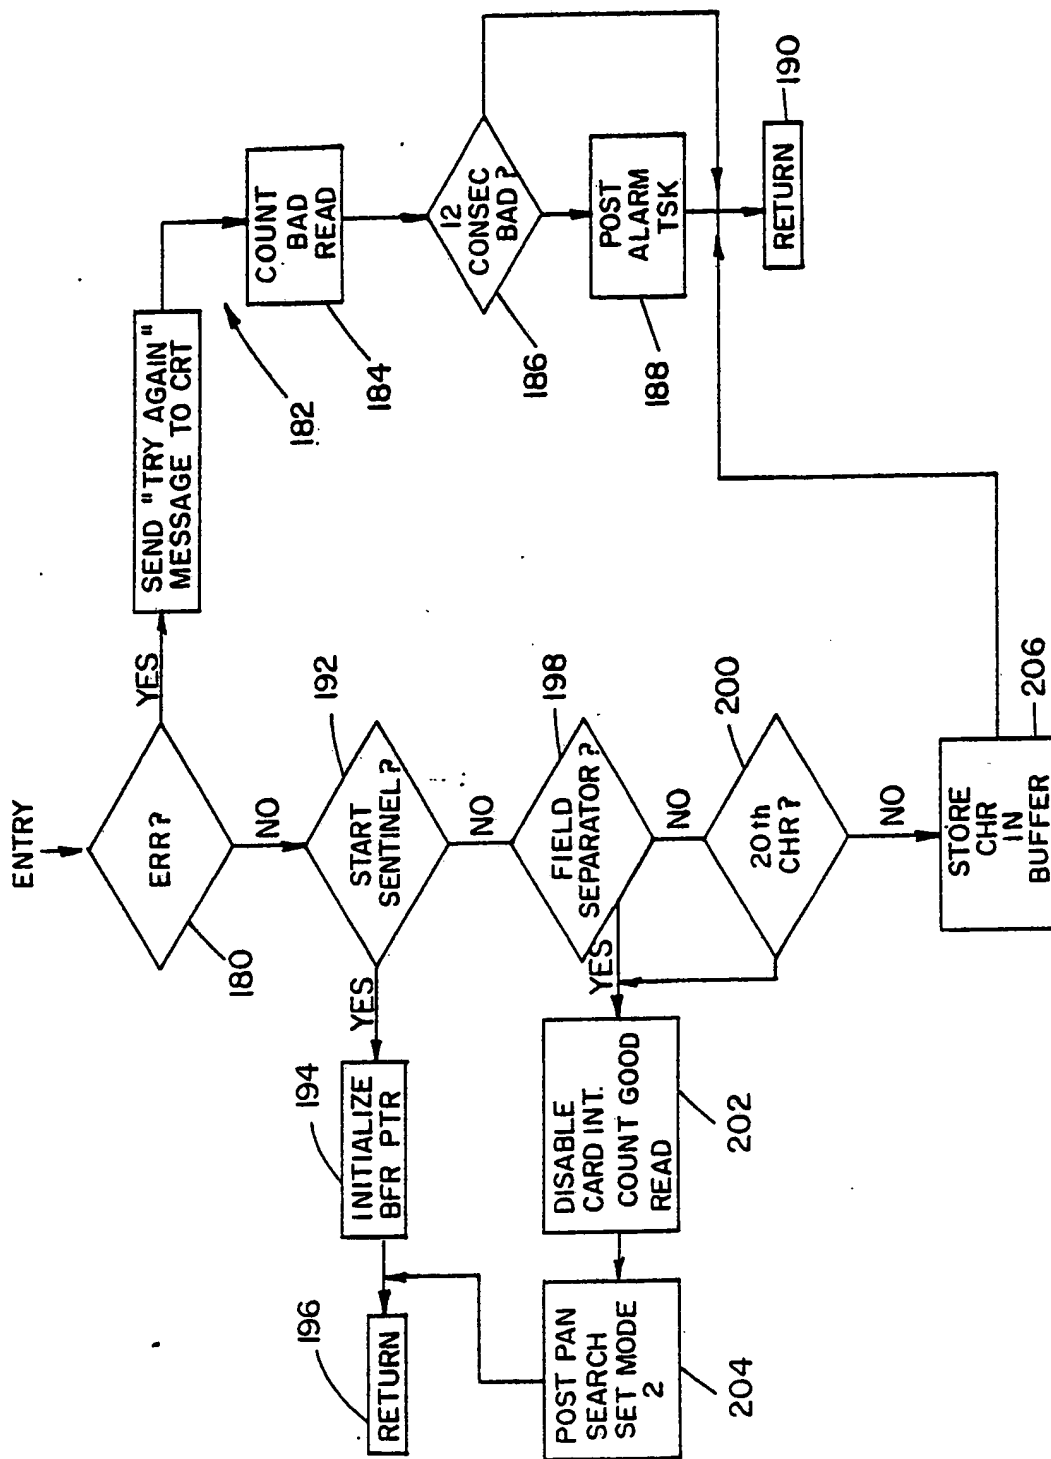 ENTRY
ERR?
180
YES
SEND "TRY AGAIN"
MESSAGE TO CRT
182
COUNT
BAD
READ
184
12
CONSEC
BAD?
186
POST
ALARM
TSK
188
RETURN
190
NO
START
SENTINEL?
192
YES
INITIALIZE
BFR PTR
194
RETURN
196
NO
FIELD
SEPARATOR?
198
YES
DISABLE
CARD INT.
COUNT GOOD
READ
202
POST PAN
SEARCH
SET MODE
2
204
NO
20th
CHR?
200
NO
STORE
CHR
IN
BUFFER
206